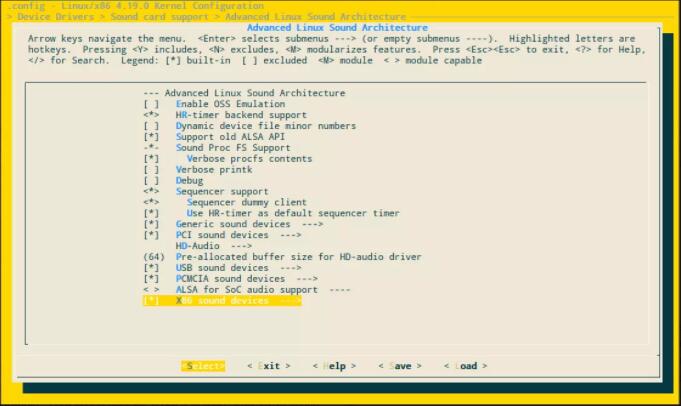 .config - Linux/x86 4.19.0 Kernel Configuration
> Device Drivers > Sound card support > Advanced Linux Sound Architecture
Advanced Linux Sound Architecture
Arrow keys navigate the menu. <Enter> selects submenus ---> (or empty submenus ----). Highlighted letters are
hotkeys. Pressing <Y> includes, <N> excludes, <M> modularizes features. Press <Esc><Esc> to exit, <?> for Help,
</> for Search. Legend: [*] built-in [ ] excluded <M> module < > module capable
--- Advanced Linux Sound Architecture
[ ] Enable OSS Emulation
<*> HR-timer backend support
[ ] Dynamic device file minor numbers
[*] Support old ALSA API
-*- Sound Proc FS Support
[*] Verbose procfs contents
[ ] Verbose printk
[ ] Debug
<*> Sequencer support
<*> Sequencer dummy client
[*] Use HR-timer as default sequencer timer
[*] Generic sound devices --->
[*] PCI sound devices --->
HD-Audio --->
(64) Pre-allocated buffer size for HD-audio driver
[*] USB sound devices --->
[*] PCMCIA sound devices --->
< > ALSA for SoC audio support ----
[*] X86 sound devices --->
<Select> < Exit > < Help > < Save > < Load >